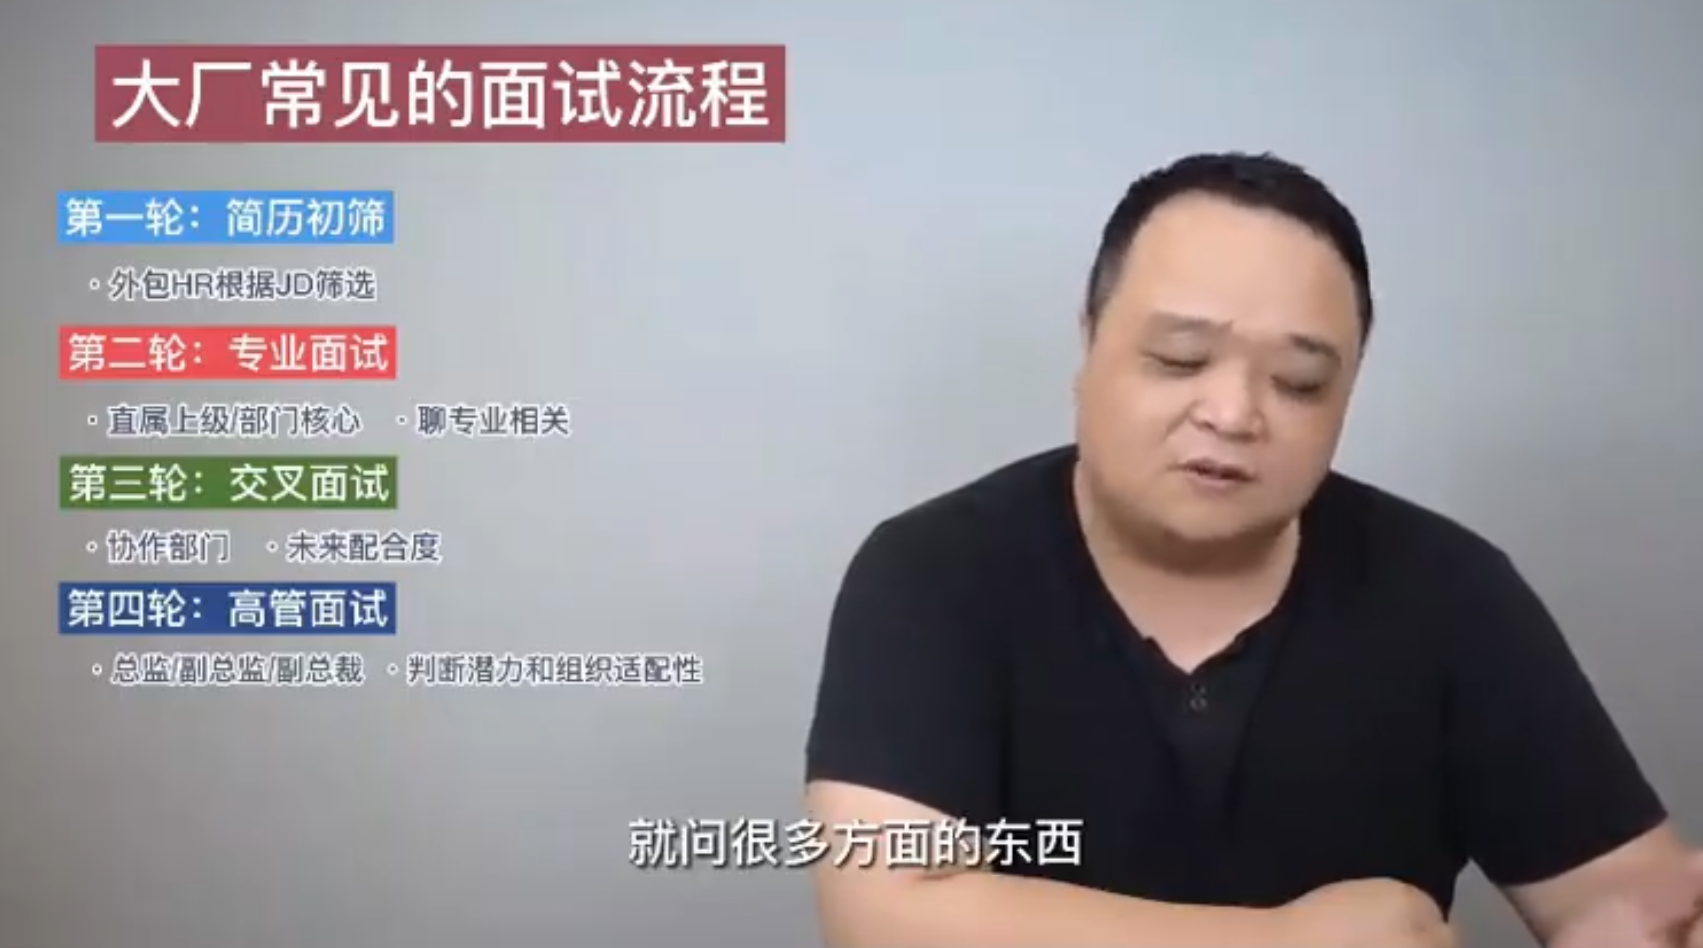 大厂常见的面试流程
第一轮：简历初筛
·外包HR根据JD筛选
第二轮：专业面试
·直属上级/部门核心 ·聊专业相关
第三轮：交叉面试
·协作部门 ·未来配合度
第四轮：高管面试
·总监/副总监/副总裁 ·判断潜力和组织适配性
就问很多方面的东西